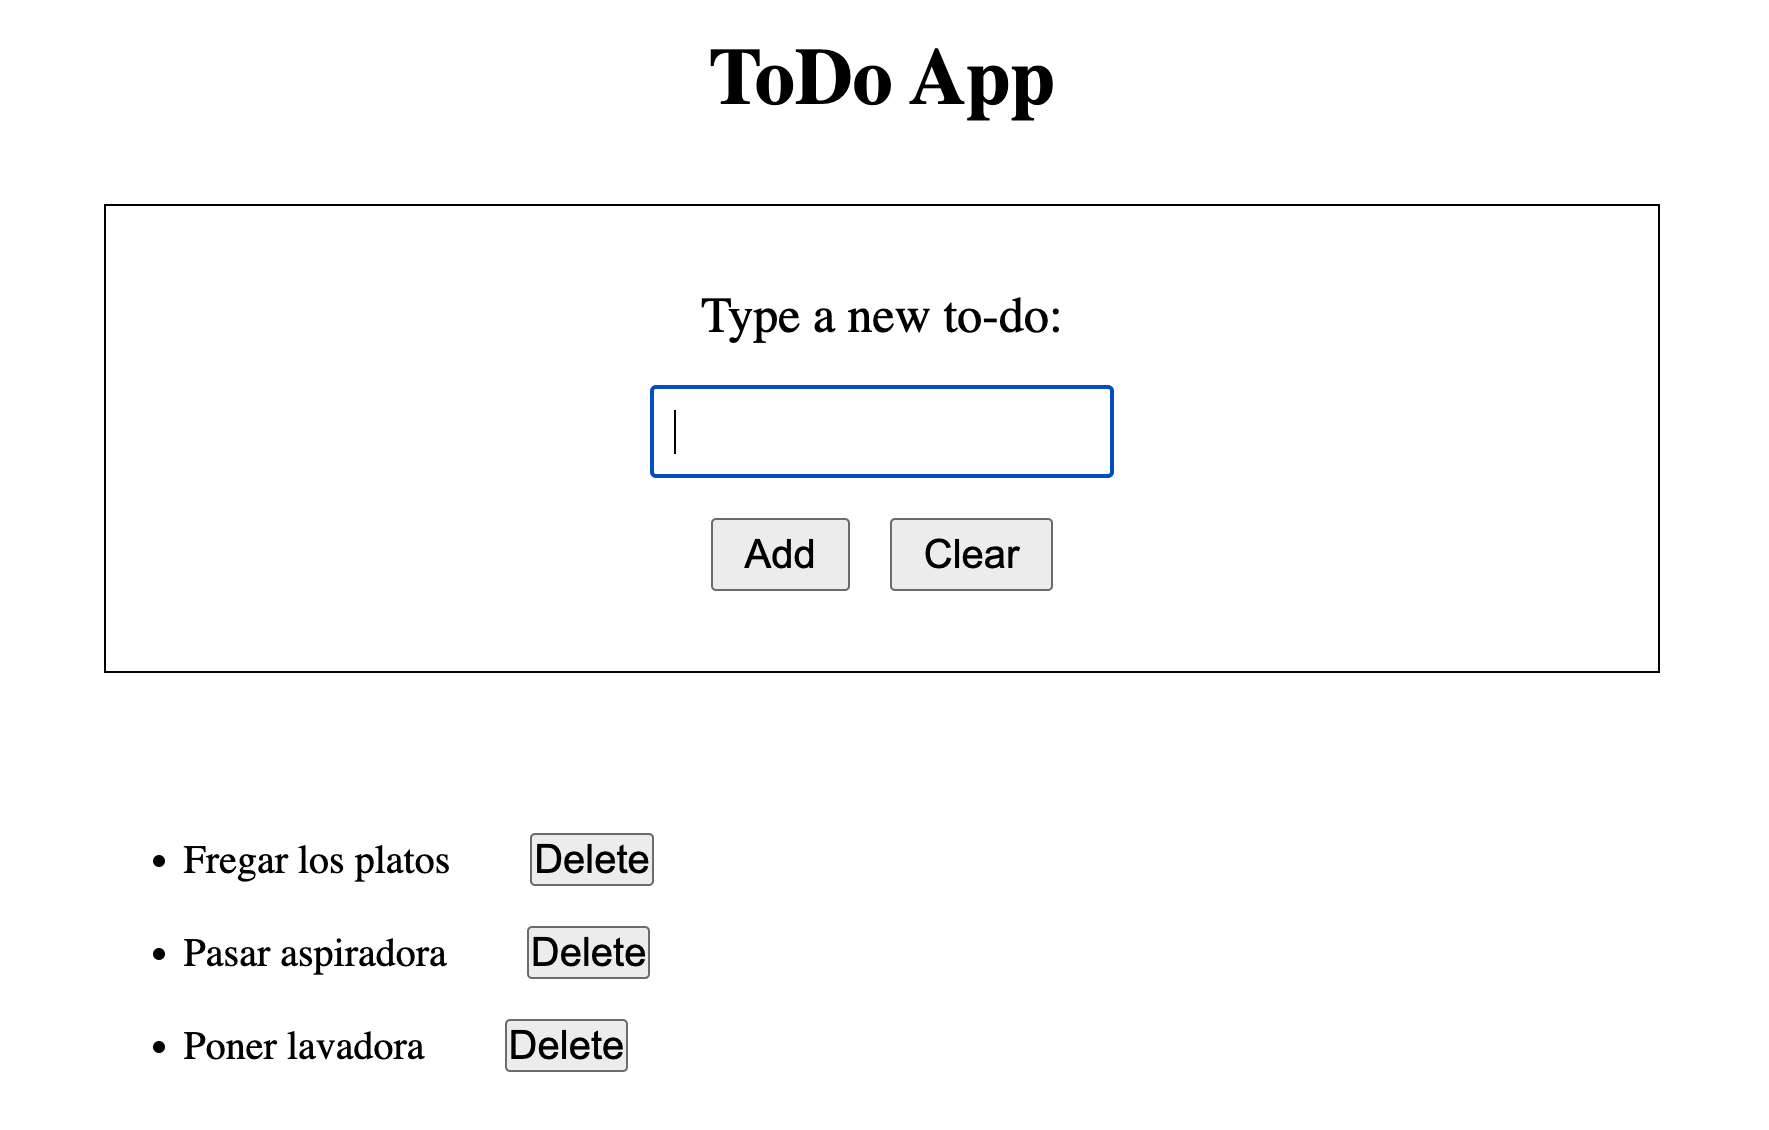 ToDo App
Type a new to-do:
Add Clear
Fregar los platos Delete
Pasar aspiradora Delete
Poner lavadora Delete